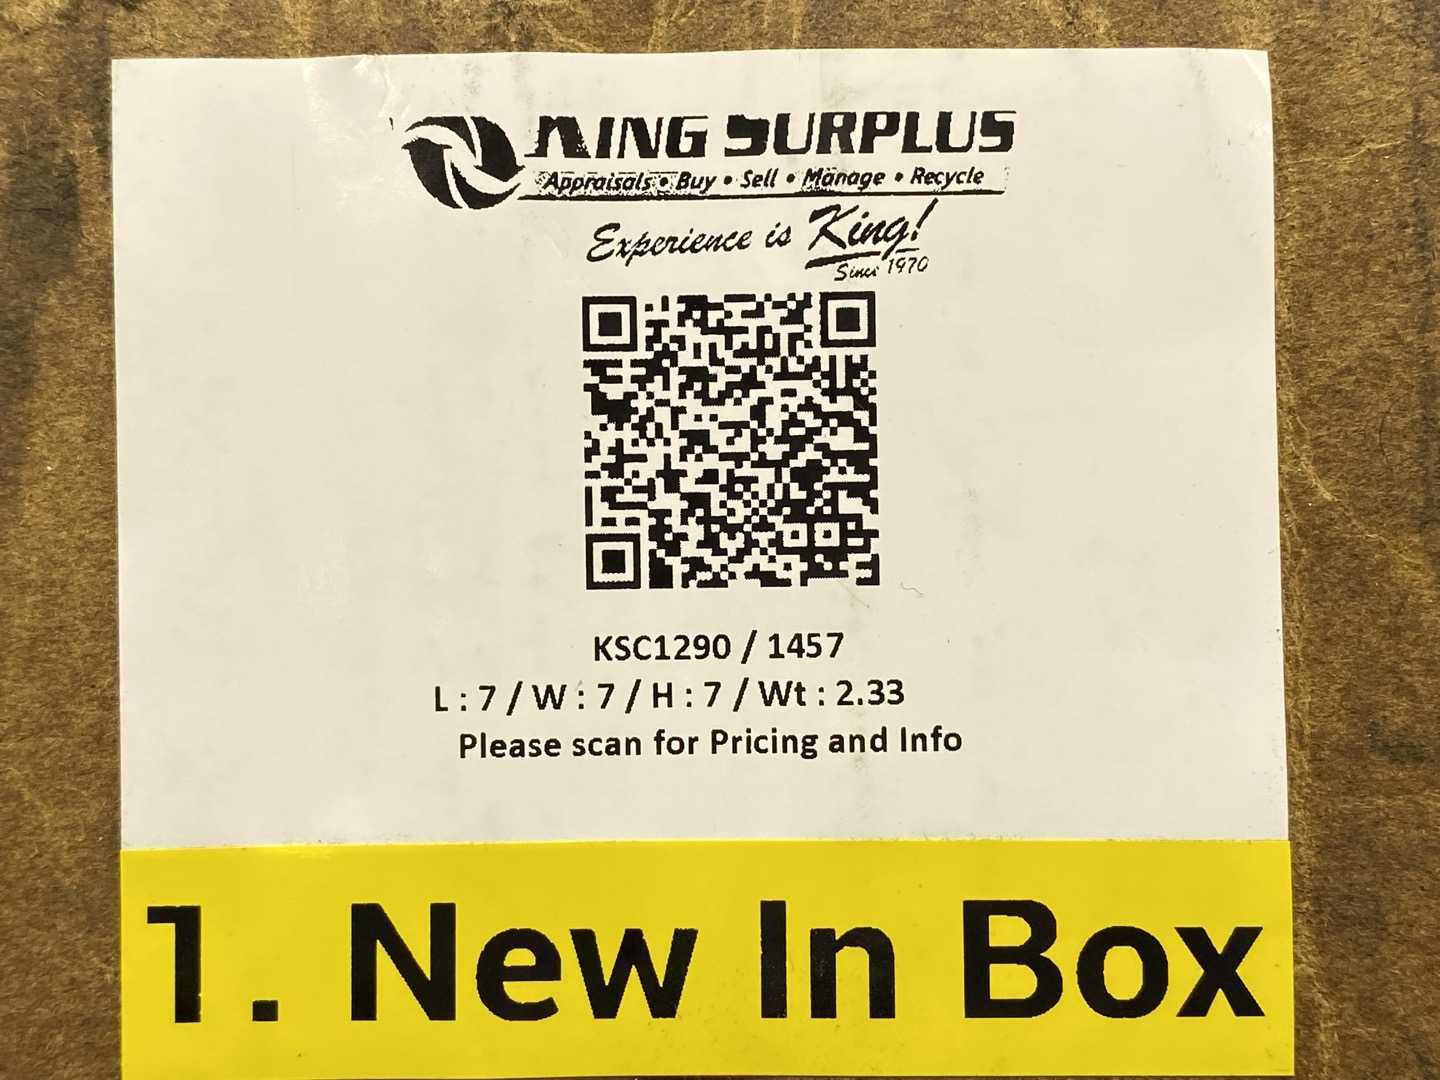 KING SURPLUS
Appraisals • Buy • Sell • Manage • Recycle
Experience is King!
Since 1970
KSC1290 / 1457
L : 7 / W : 7 / H : 7 / Wt : 2.33
Please scan for Pricing and Info
1. New In Box